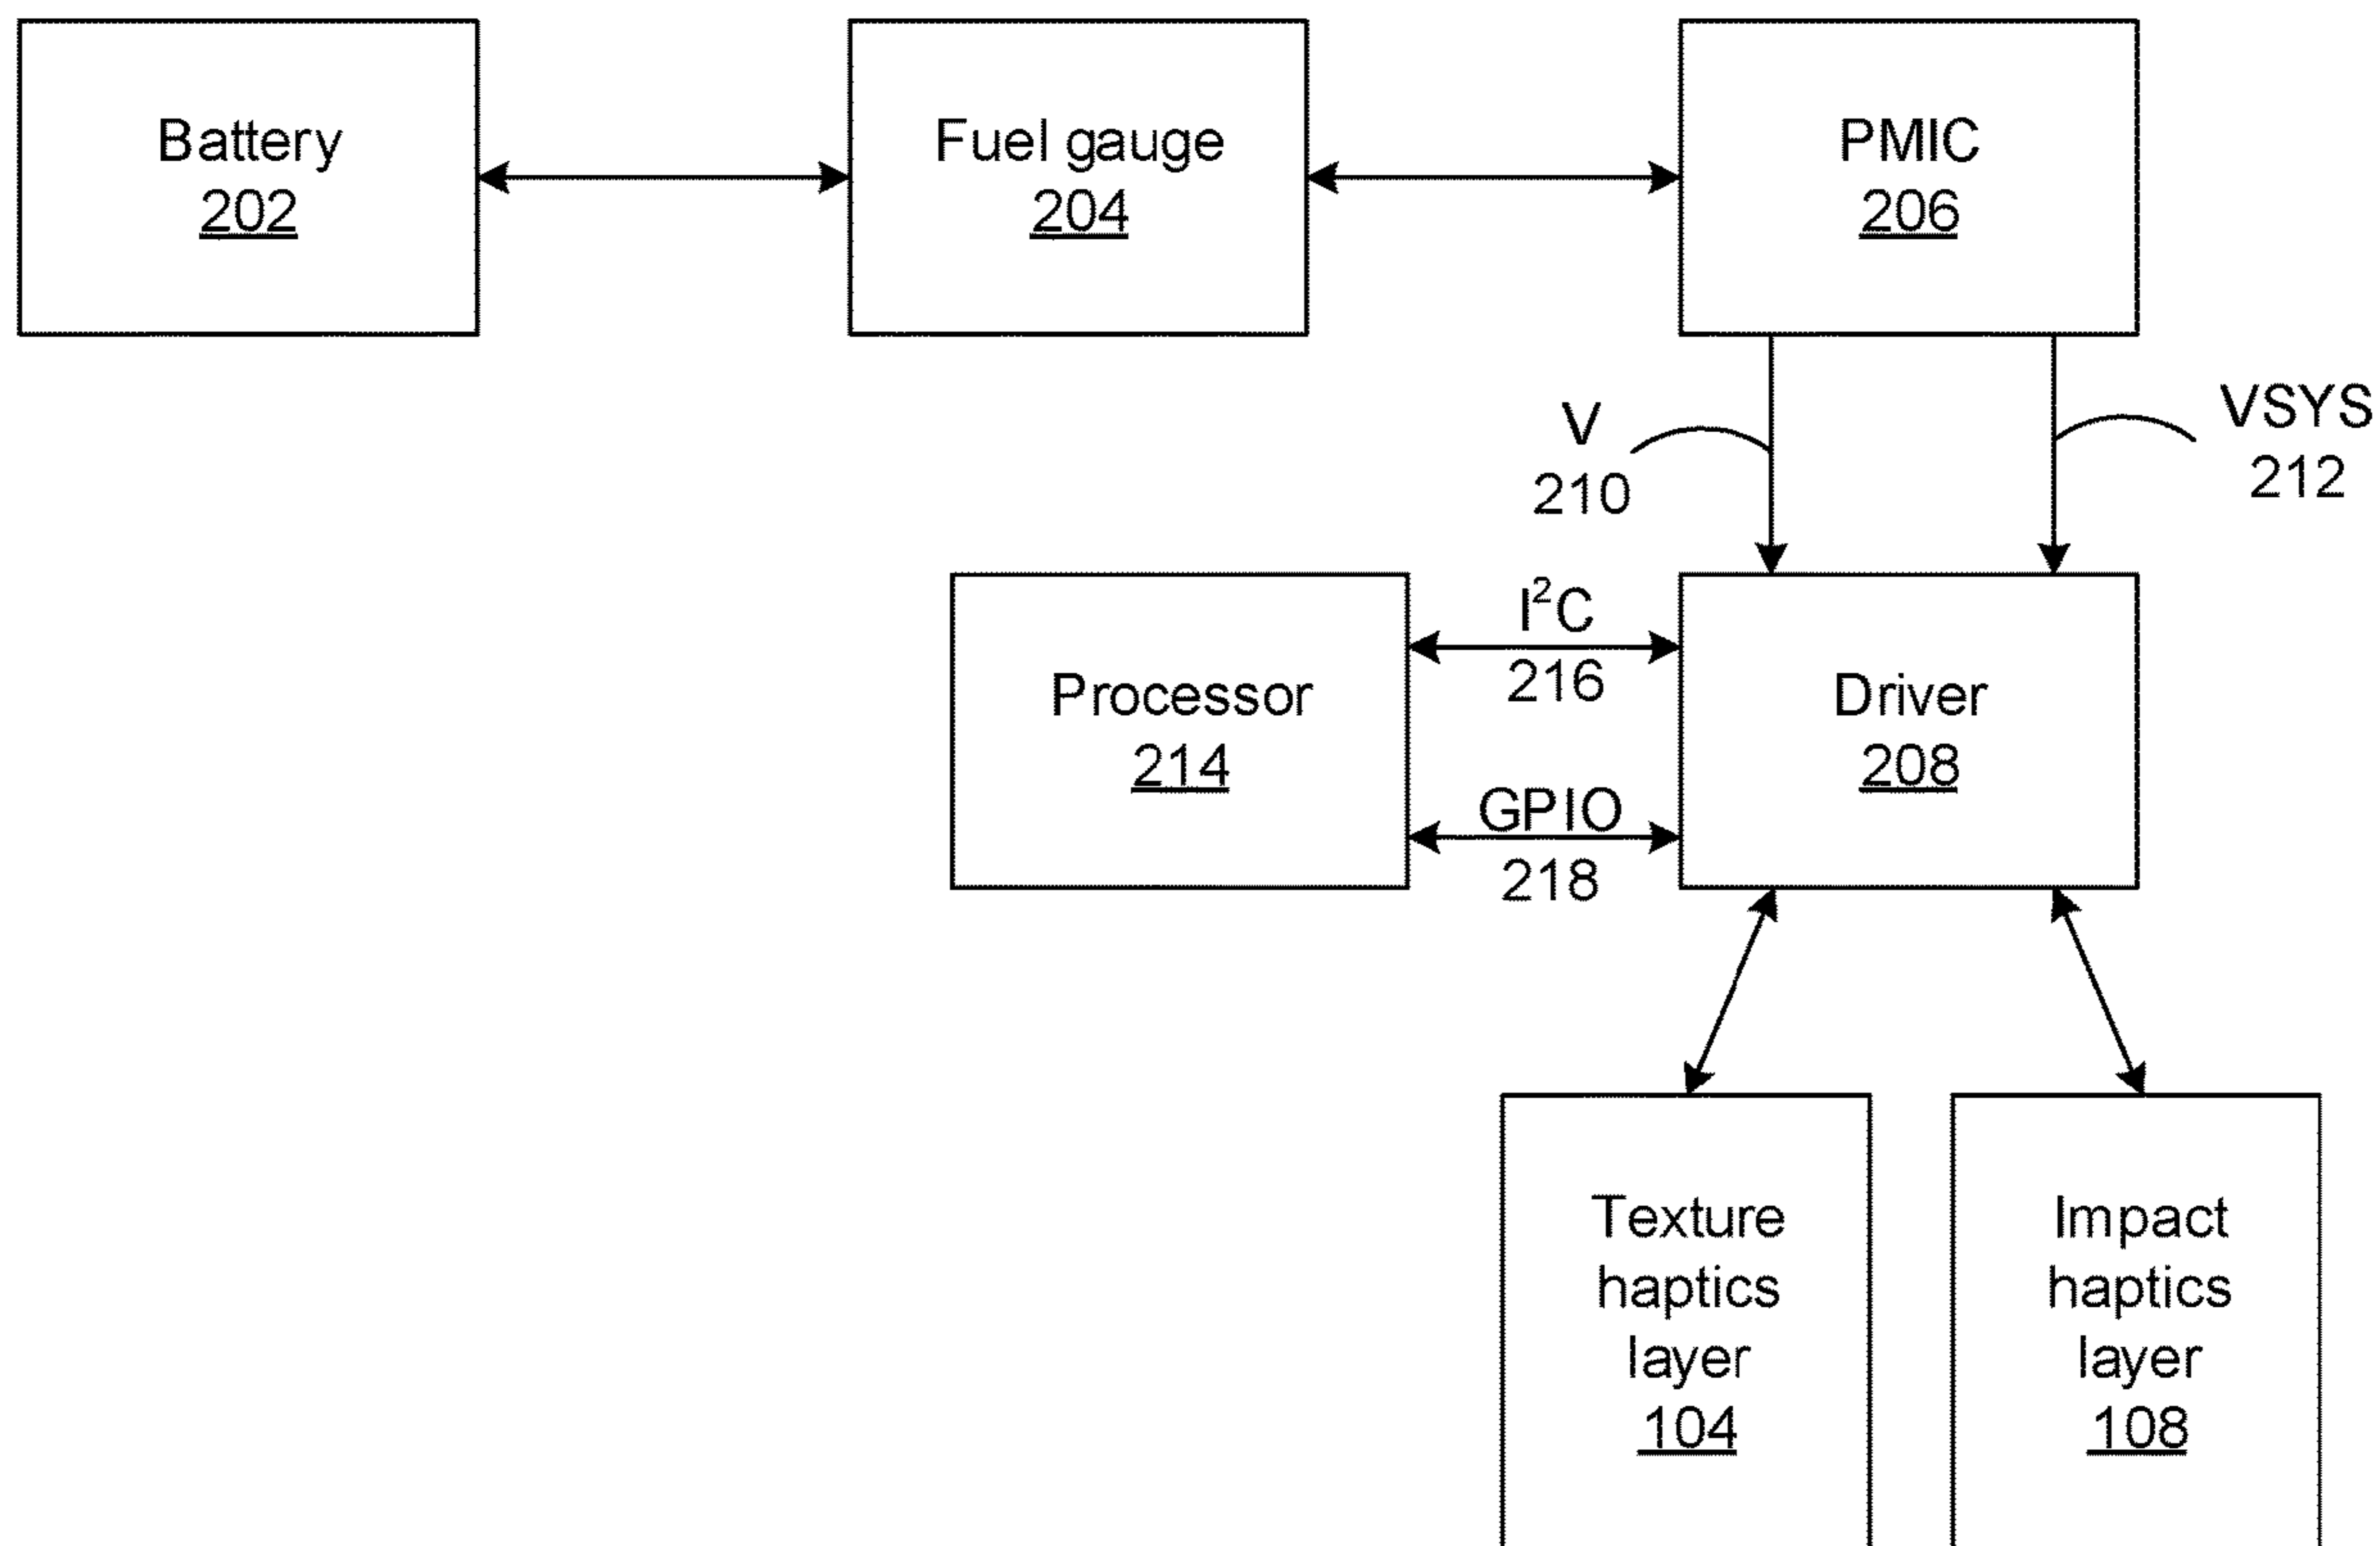 Battery
202
Fuel gauge
204
PMIC
206
V
210
VSYS
212
Processor
214
I²C
216
GPIO
218
Driver
208
Texture
haptics
layer
104
Impact
haptics
layer
108